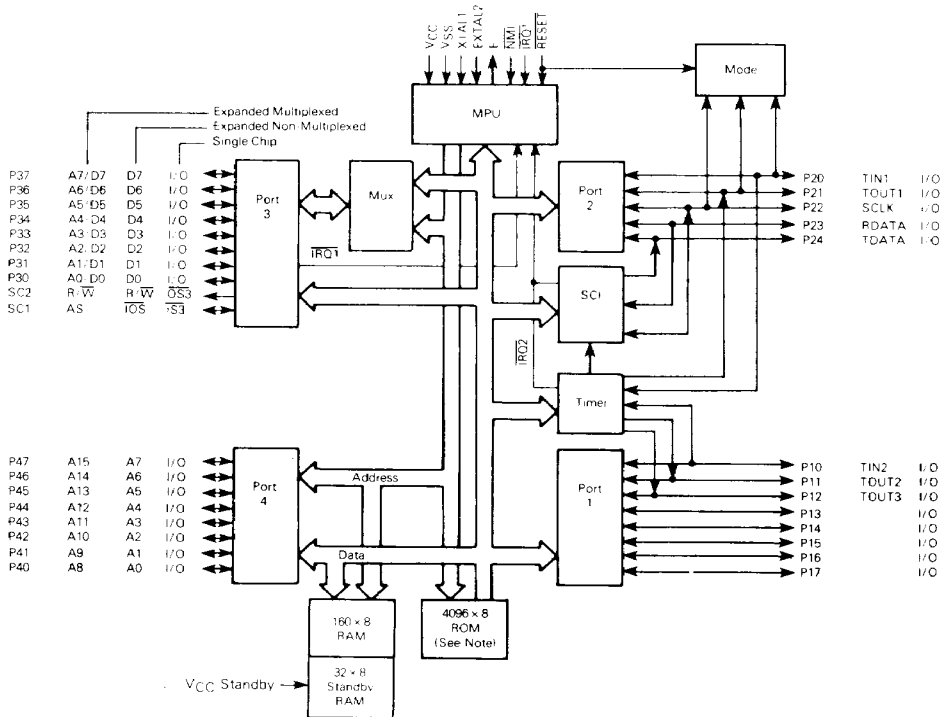 VCC VSS XTAL1 EXTAL2 E NMI IRQ1 RESET
Mode
MPU
Expanded Multiplexed
Expanded Non-Multiplexed
Single Chip
P37 A7/D7 D7 I/O
P36 A6/D6 D6 I/O
P35 A5/D5 D5 I/O
P34 A4/D4 D4 I/O
P33 A3/D3 D3 I/O
P32 A2/D2 D2 I/O
P31 A1/D1 D1 I/O
P30 A0/D0 D0 I/O
SC2 R/W R/W OS3
SC1 AS IOS IS3
Port 3
Mux
IRQ1
Port 2
P20 TIN1 I/O
P21 TOUT1 I/O
P22 SCLK I/O
P23 RDATA I/O
P24 TDATA I/O
SCI
IRQ2
Timer
P47 A15 A7 I/O
P46 A14 A6 I/O
P45 A13 A5 I/O
P44 A12 A4 I/O
P43 A11 A3 I/O
P42 A10 A2 I/O
P41 A9 A1 I/O
P40 A8 A0 I/O
Port 4
Address
Data
Port 1
P10 TIN2 I/O
P11 TOUT2 I/O
P12 TOUT3 I/O
P13 I/O
P14 I/O
P15 I/O
P16 I/O
P17 I/O
160 × 8
RAM
4096 × 8
ROM
(See Note)
VCC Standby
32 × 8
Standby
RAM